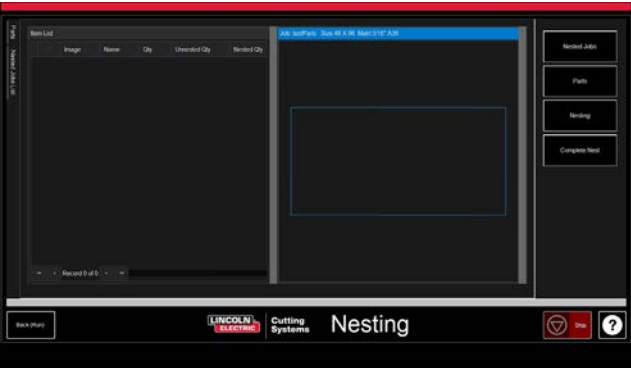 Parts
Nested Jobs List
Item List
Image Name Qty Unnested Qty Nested Qty
Record 0 of 0
Job: testParts Size:48 X 96 Matrl:3/16" A36
Nested Jobs
Parts
Nesting
Complete Nest
Back (Run)
LINCOLN ELECTRIC
Cutting Systems
Nesting
Stop
?